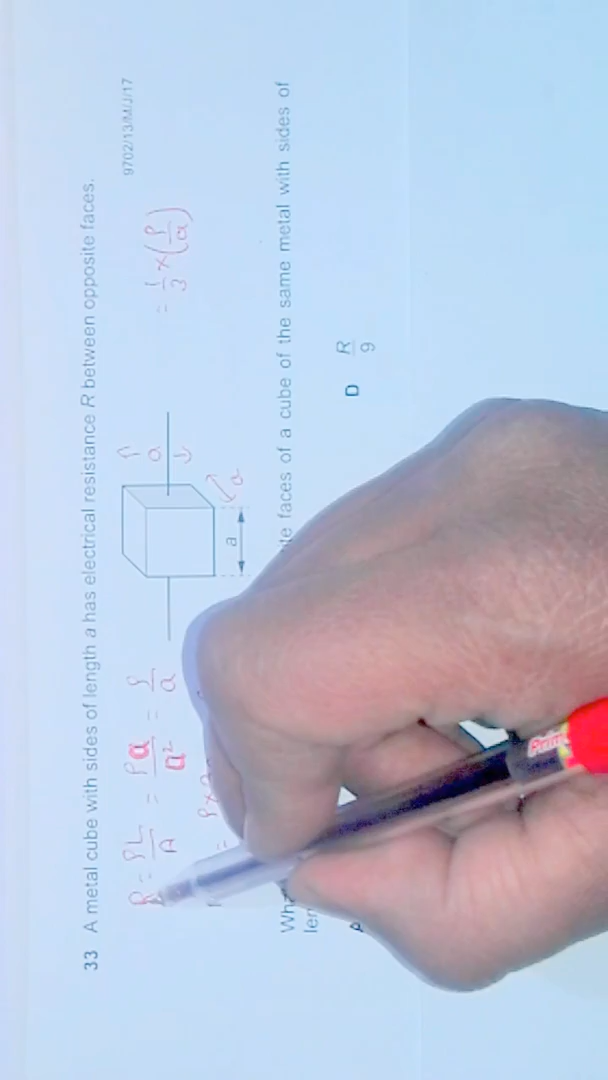 33 A metal cube with sides of length a has electrical resistance R between opposite faces.
9702/13/M/J/17
R = ρL/A = ρa/a² = ρ/a
a
a
a
= 1/3 × (ρ/a)
faces of a cube of the same metal with sides of
D R/9
Prim